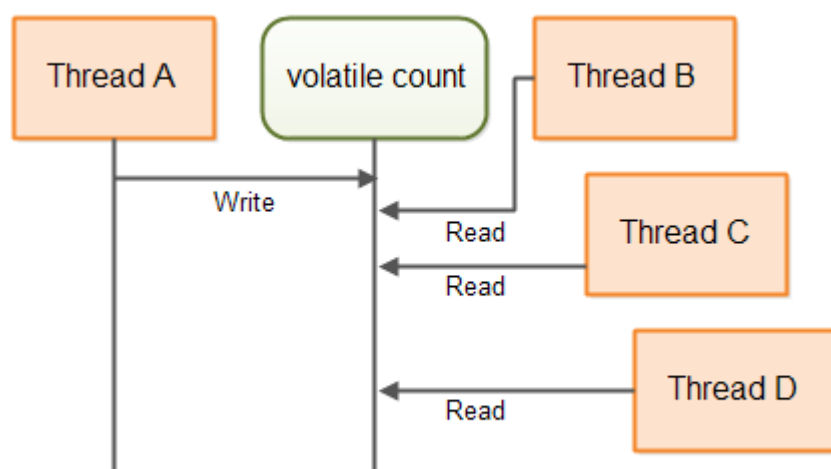 Thread A
volatile count
Thread B
Write
Read
Thread C
Read
Thread D
Read